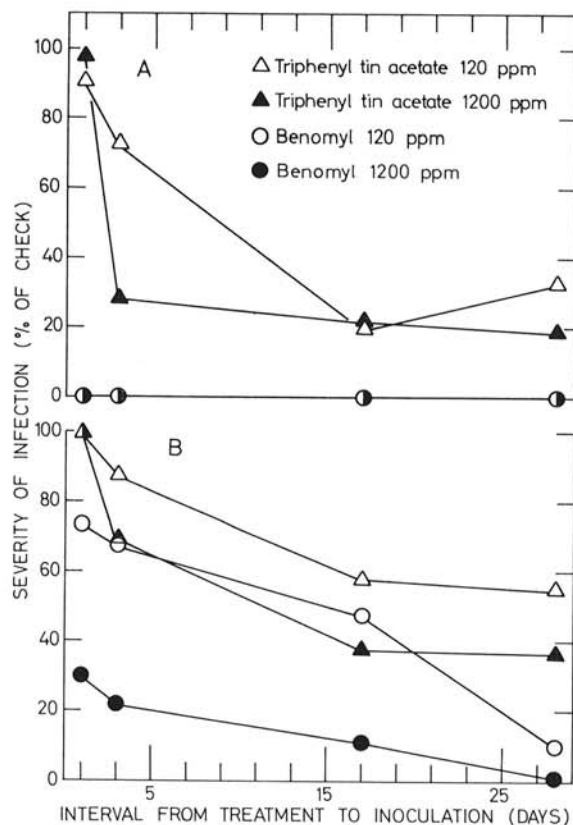 100
80
60
40
20
0
A
Triphenyl tin acetate 120 ppm
Triphenyl tin acetate 1200 ppm
Benomyl 120 ppm
Benomyl 1200 ppm
SEVERITY OF INFECTION (% OF CHECK)
B
100
80
60
40
20
0
5
15
25
INTERVAL FROM TREATMENT TO INOCULATION (DAYS)